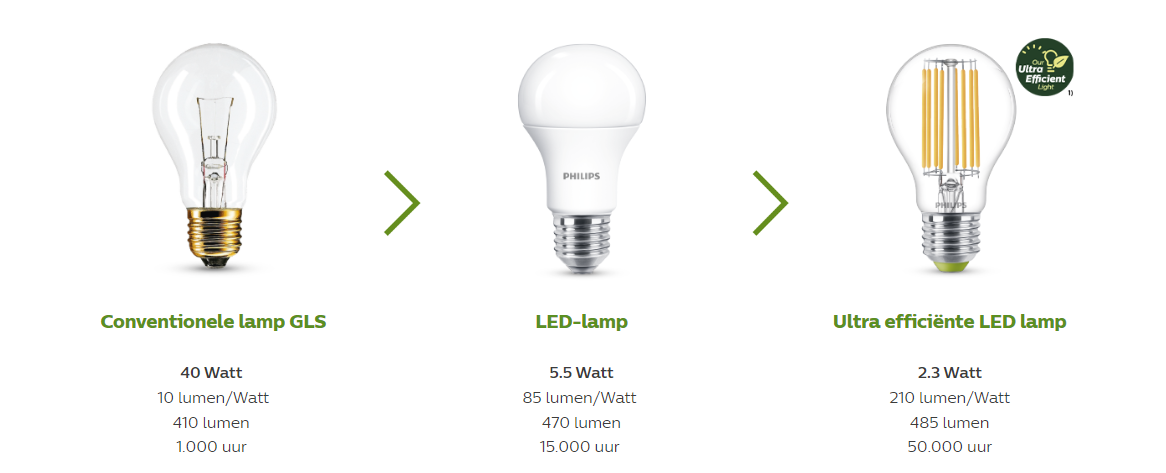 Our
Ultra
Efficient
Light
1)
PHILIPS
PHILIPS
Conventionele lamp GLS
40 Watt
10 lumen/Watt
410 lumen
1.000 uur
LED-lamp
5.5 Watt
85 lumen/Watt
470 lumen
15.000 uur
Ultra efficiënte LED lamp
2.3 Watt
210 lumen/Watt
485 lumen
50.000 uur